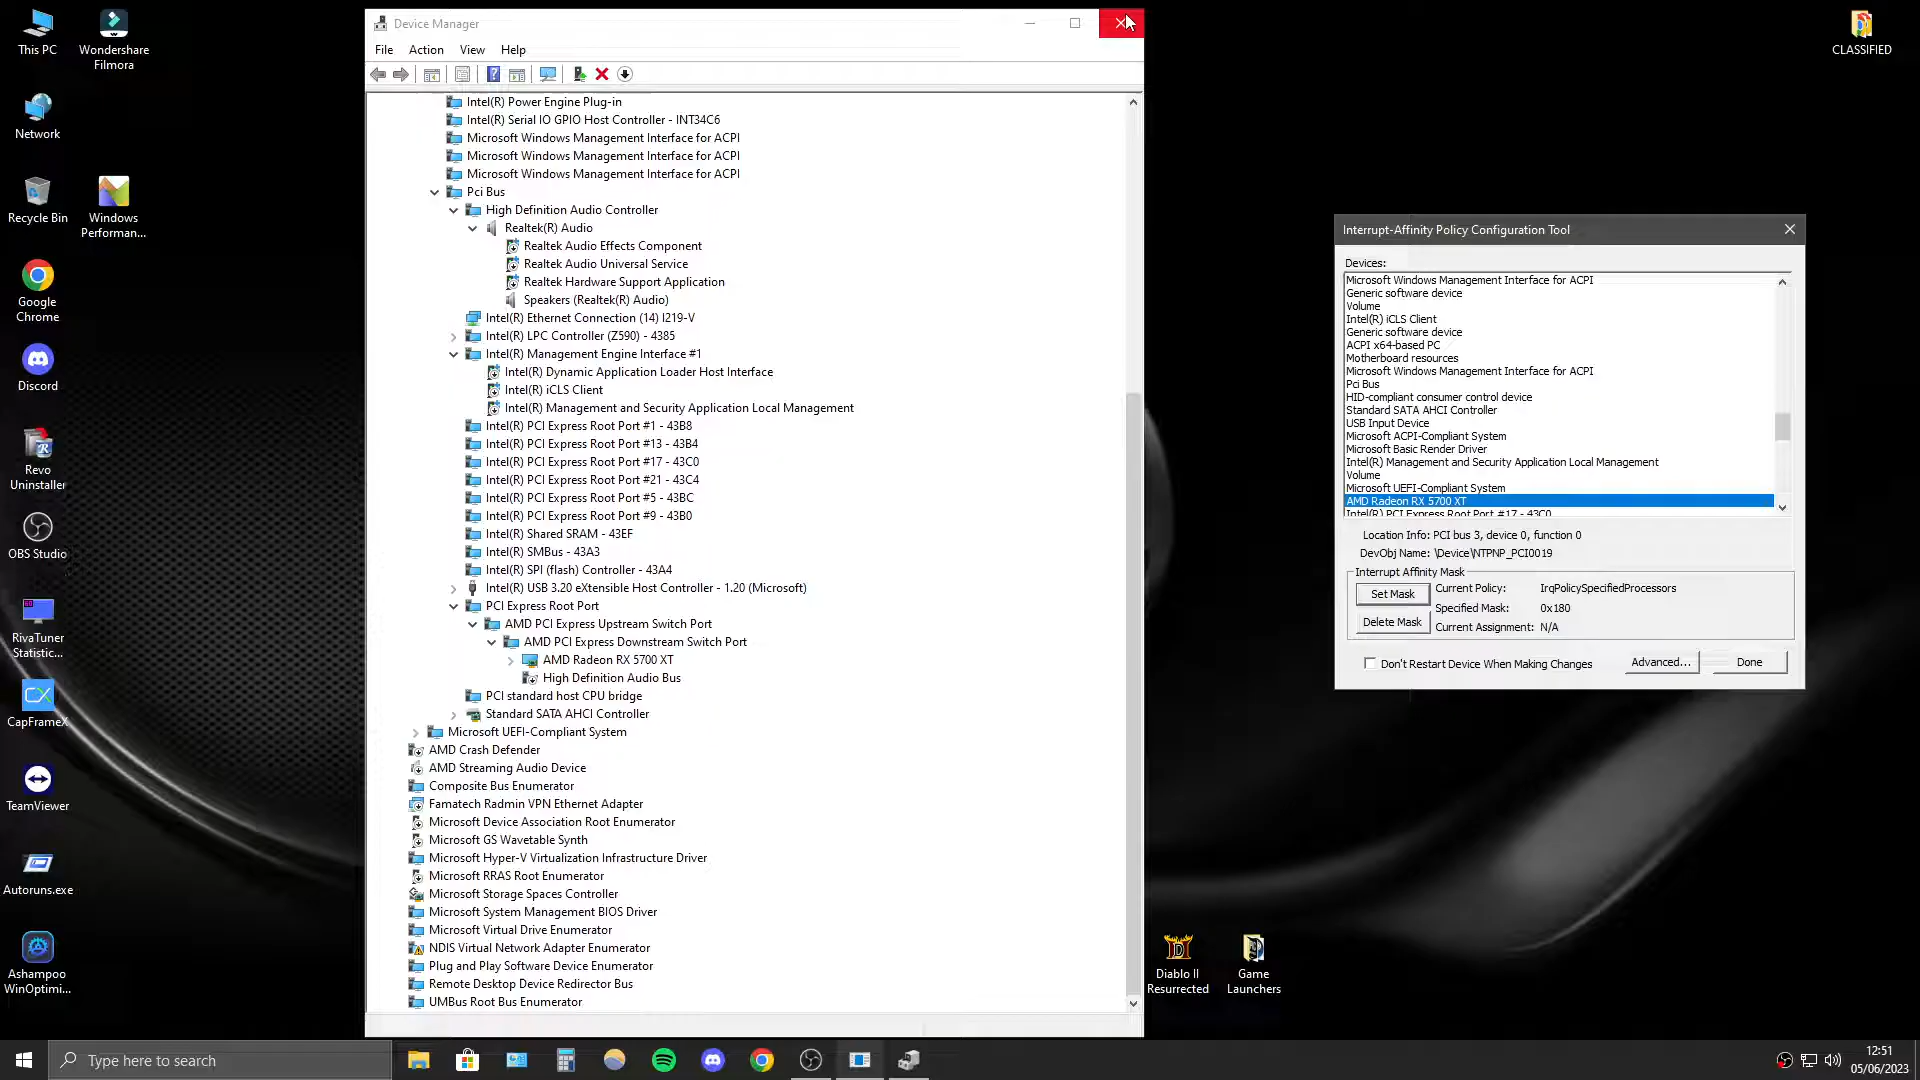 This PC
Wondershare
Filmora
Network
Recycle Bin
Windows
Performan...
Google
Chrome
Discord
Revo
Uninstaller
OBS Studio
RivaTuner
Statistic...
CapFrameX
TeamViewer
Autoruns.exe
Ashampoo
WinOptimi...
Device Manager
File Action View Help
Intel(R) Power Engine Plug-in
Intel(R) Serial IO GPIO Host Controller - INT34C6
Microsoft Windows Management Interface for ACPI
Microsoft Windows Management Interface for ACPI
Microsoft Windows Management Interface for ACPI
Pci Bus
High Definition Audio Controller
Realtek(R) Audio
Realtek Audio Effects Component
Realtek Audio Universal Service
Realtek Hardware Support Application
Speakers (Realtek(R) Audio)
Intel(R) Ethernet Connection (14) I219-V
Intel(R) LPC Controller (Z590) - 4385
Intel(R) Management Engine Interface #1
Intel(R) Dynamic Application Loader Host Interface
Intel(R) iCLS Client
Intel(R) Management and Security Application Local Management
Intel(R) PCI Express Root Port #1 - 43B8
Intel(R) PCI Express Root Port #13 - 43B4
Intel(R) PCI Express Root Port #17 - 43C0
Intel(R) PCI Express Root Port #21 - 43C4
Intel(R) PCI Express Root Port #5 - 43BC
Intel(R) PCI Express Root Port #9 - 43B0
Intel(R) Shared SRAM - 43EF
Intel(R) SMBus - 43A3
Intel(R) SPI (flash) Controller - 43A4
Intel(R) USB 3.20 eXtensible Host Controller - 1.20 (Microsoft)
PCI Express Root Port
AMD PCI Express Upstream Switch Port
AMD PCI Express Downstream Switch Port
AMD Radeon RX 5700 XT
High Definition Audio Bus
PCI standard host CPU bridge
Standard SATA AHCI Controller
Microsoft UEFI-Compliant System
AMD Crash Defender
AMD Streaming Audio Device
Composite Bus Enumerator
Famatech Radmin VPN Ethernet Adapter
Microsoft Device Association Root Enumerator
Microsoft GS Wavetable Synth
Microsoft Hyper-V Virtualization Infrastructure Driver
Microsoft RRAS Root Enumerator
Microsoft Storage Spaces Controller
Microsoft System Management BIOS Driver
Microsoft Virtual Drive Enumerator
NDIS Virtual Network Adapter Enumerator
Plug and Play Software Device Enumerator
Remote Desktop Device Redirector Bus
UMBus Root Bus Enumerator
CLASSIFIED
Interrupt-Affinity Policy Configuration Tool
Devices:
Microsoft Windows Management Interface for ACPI
Generic software device
Volume
Intel(R) iCLS Client
Generic software device
ACPI x64-based PC
Motherboard resources
Microsoft Windows Management Interface for ACPI
Pci Bus
HID-compliant consumer control device
Standard SATA AHCI Controller
USB Input Device
Microsoft ACPI-Compliant System
Microsoft Basic Render Driver
Intel(R) Management and Security Application Local Management
Volume
Microsoft UEFI-Compliant System
AMD Radeon RX 5700 XT
Intel(R) PCI Express Root Port #17 - 43C0
Location Info: PCI bus 3, device 0, function 0
DevObj Name: \Device\NTPNP_PCI0019
Interrupt Affinity Mask
Set Mask
Current Policy: IrqPolicySpecifiedProcessors
Specified Mask: 0x180
Delete Mask
Current Assignment: N/A
Don't Restart Device When Making Changes
Advanced...
Done
Diablo II
Resurrected
Game
Launchers
Type here to search
12:51
05/06/2023